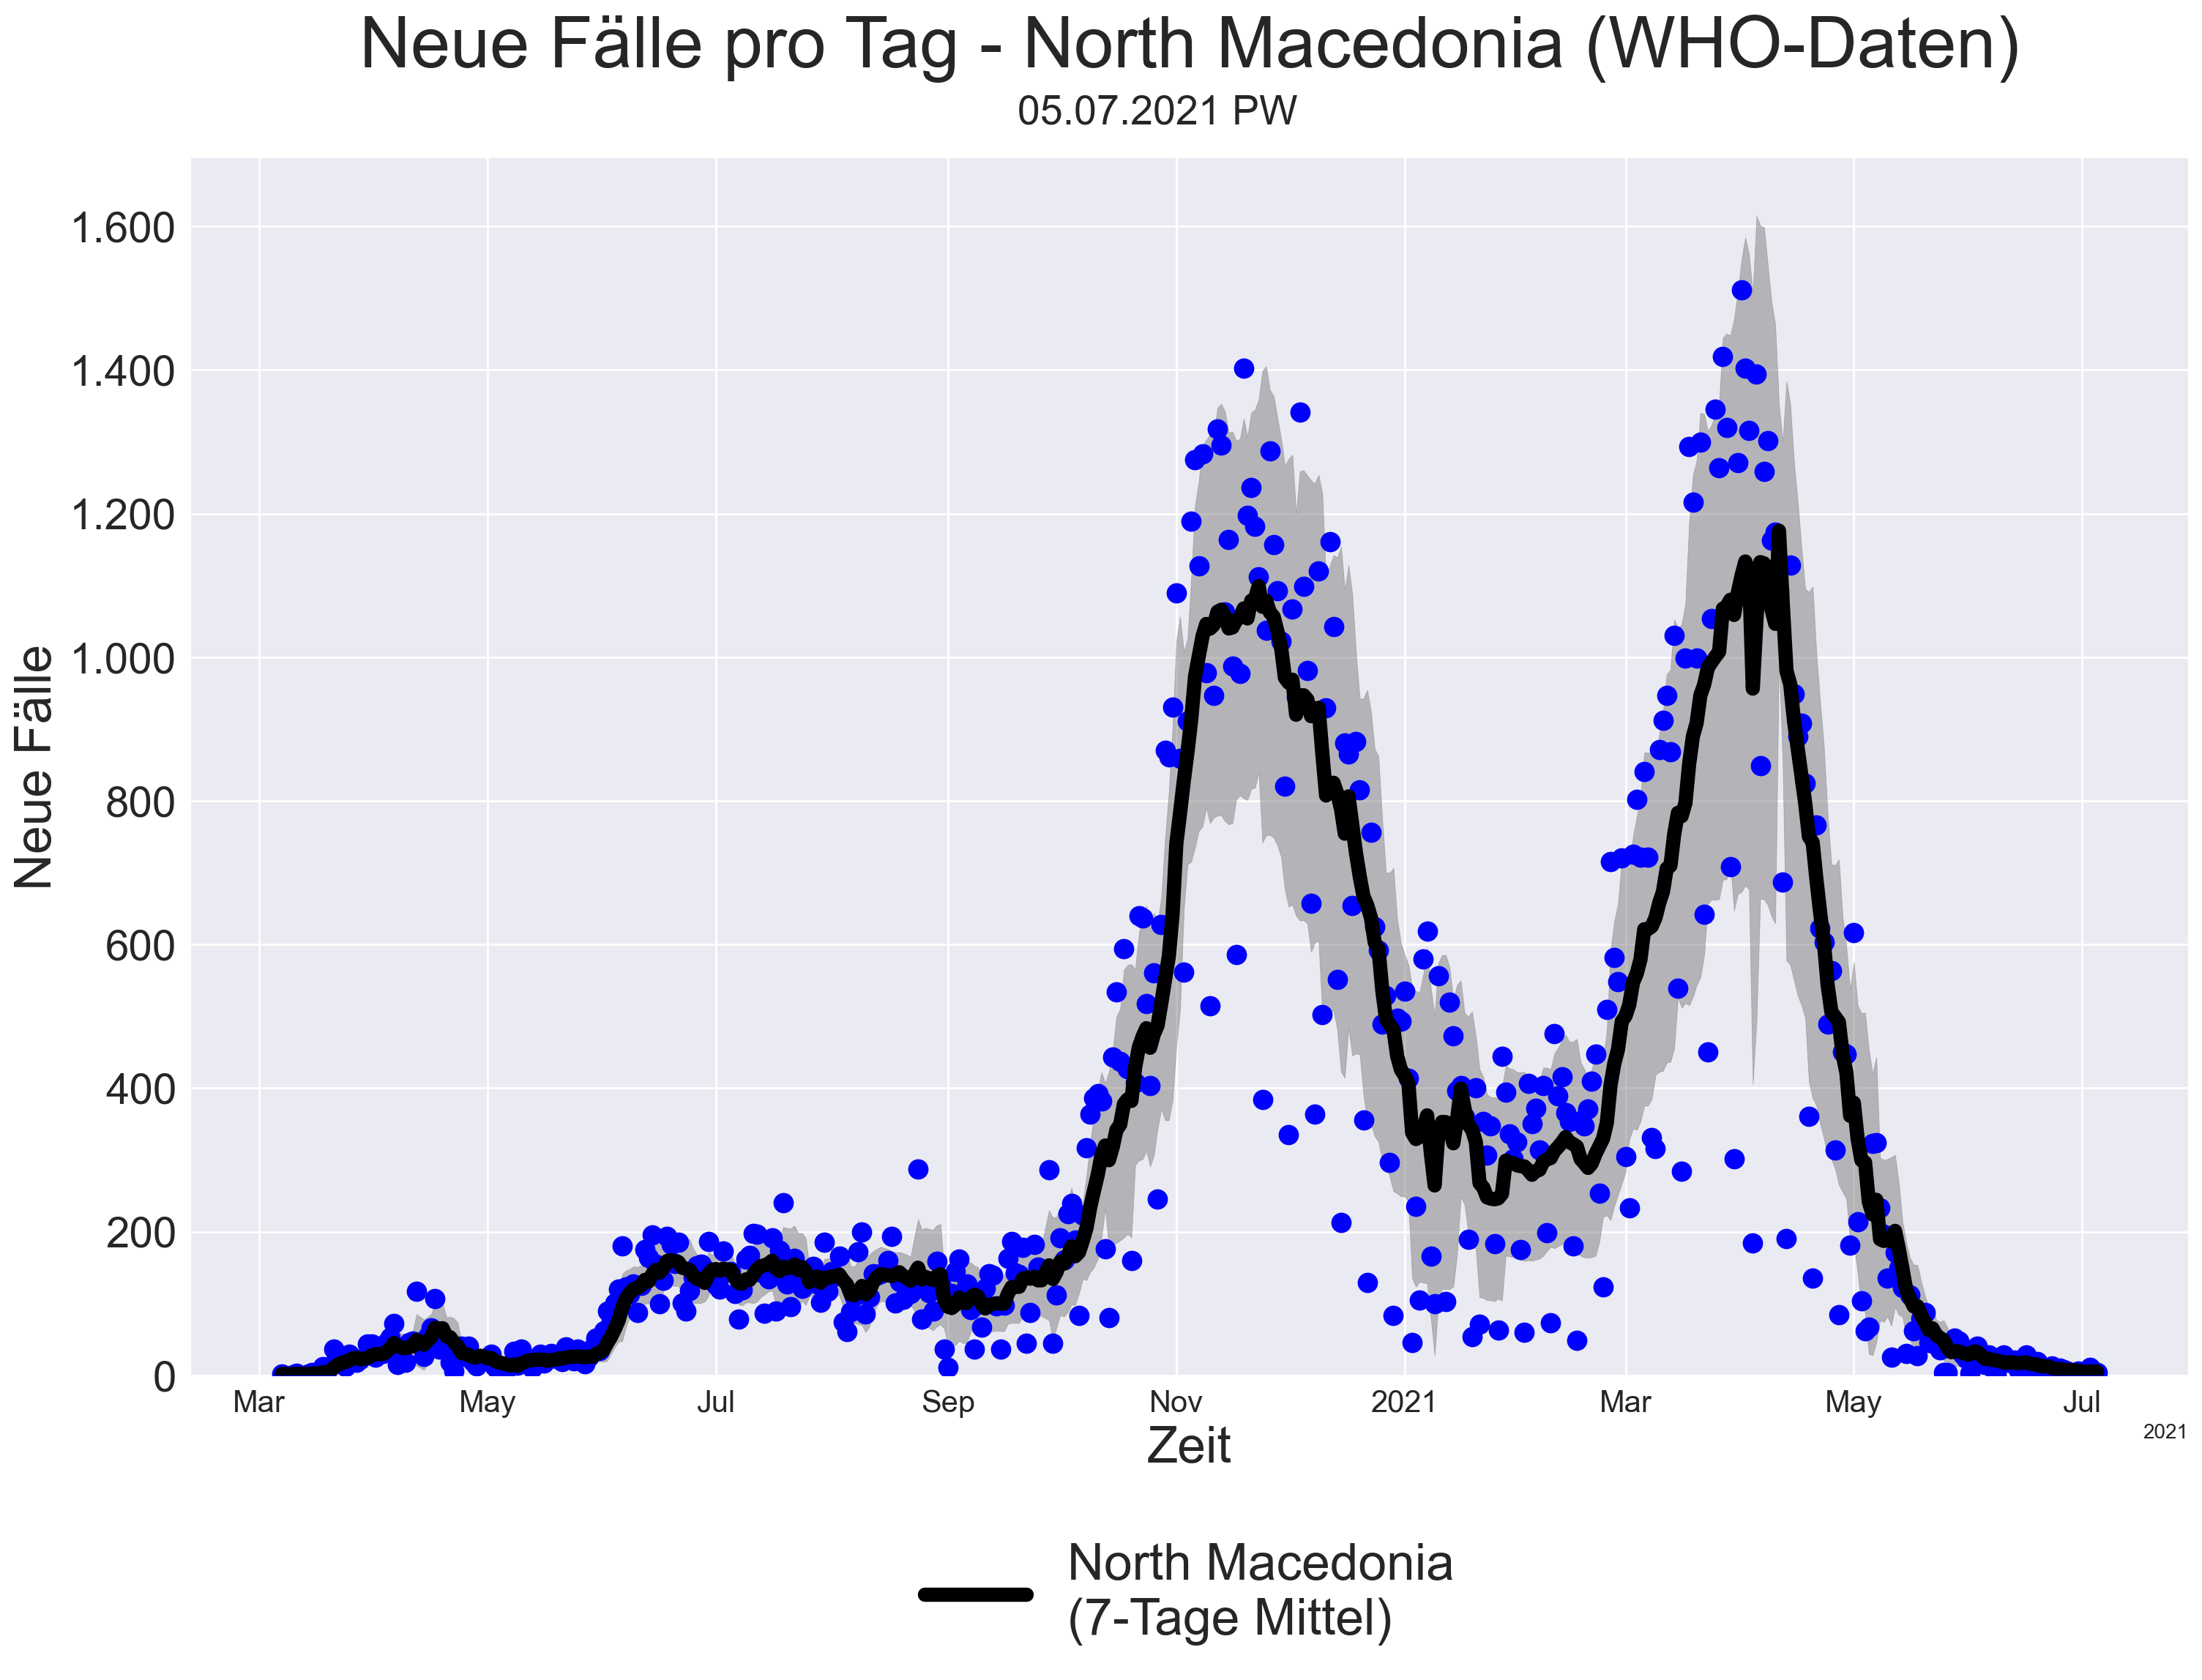 Neue Fälle pro Tag - North Macedonia (WHO-Daten)
05.07.2021 PW
Neue Fälle
1.600
1.400
1.200
1.000
800
600
400
200
0
Mar May Jul Sep Nov 2021 Mar May Jul
2021
Zeit
North Macedonia
(7-Tage Mittel)